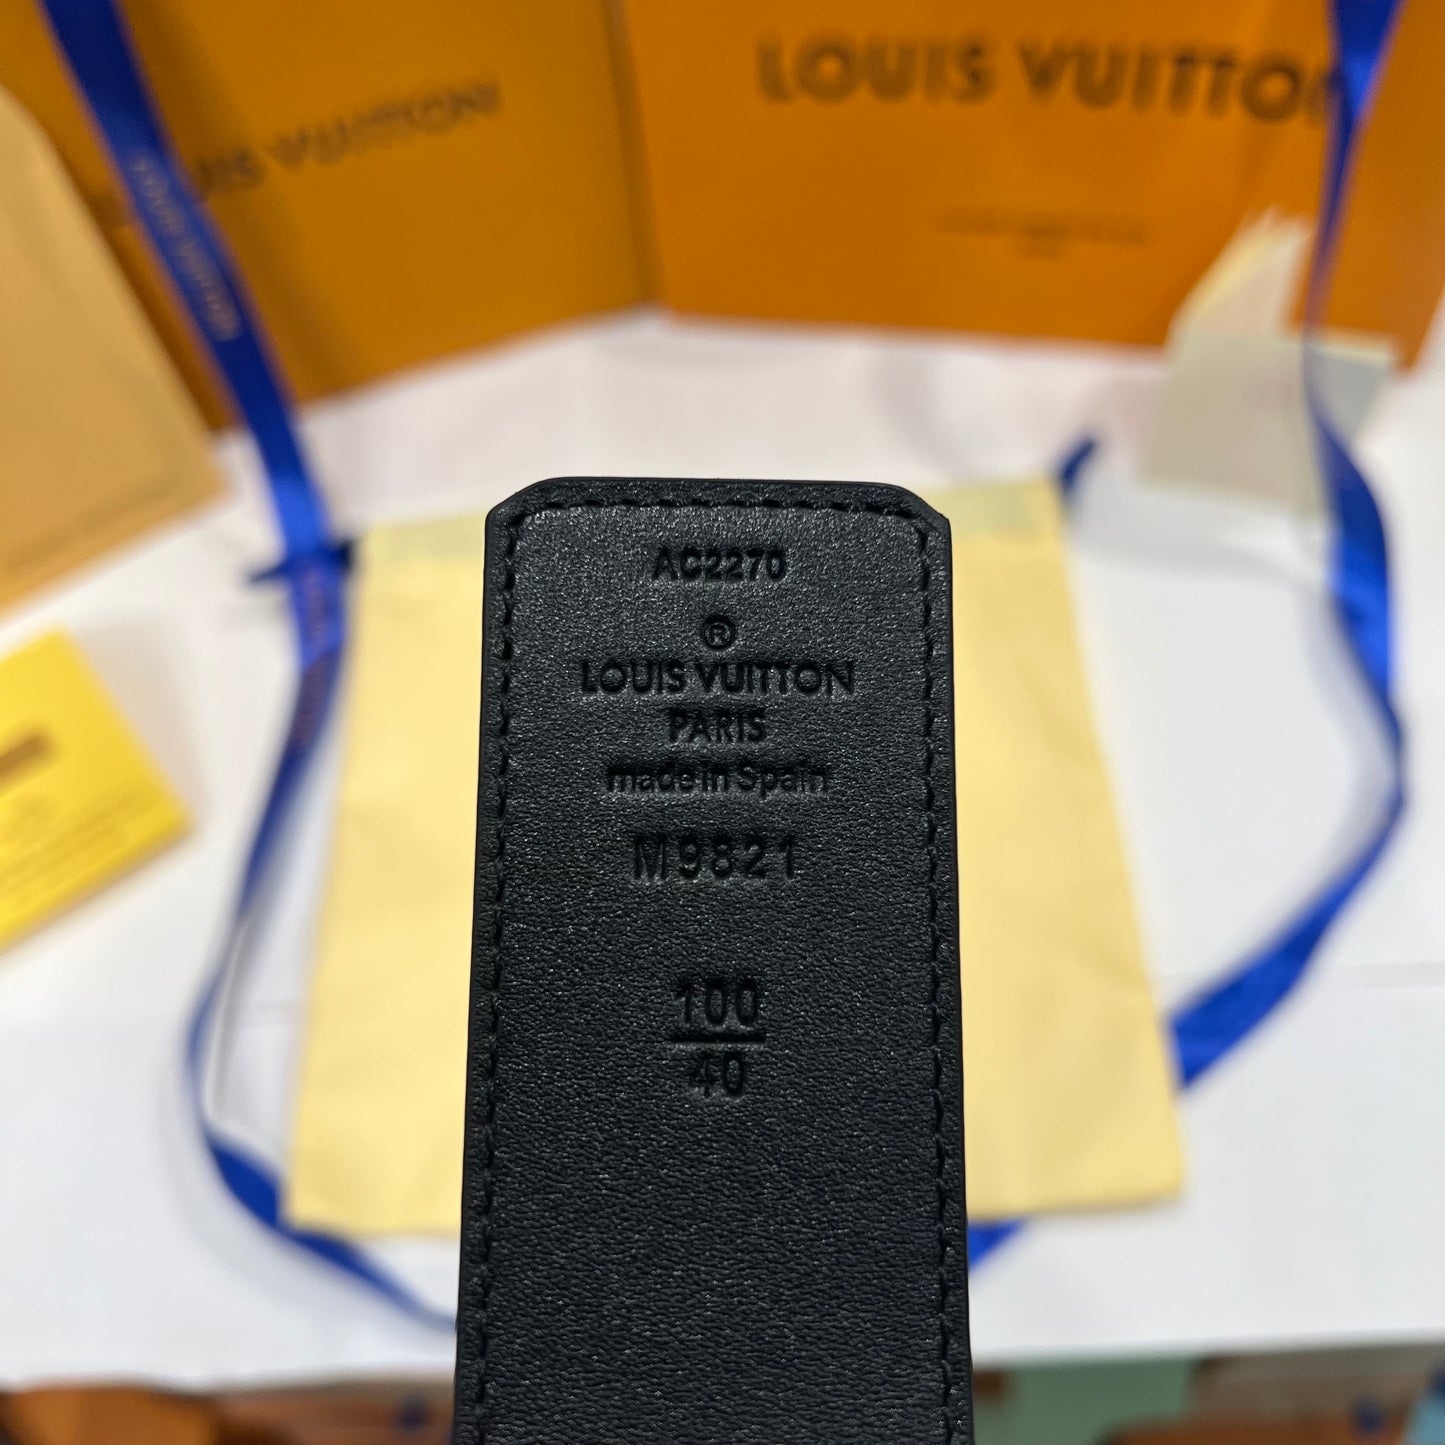 LOUIS VUITTON
LOUIS VUITTON
AC2270
®
LOUIS VUITTON
PARIS
made in Spain
M9821
100
40